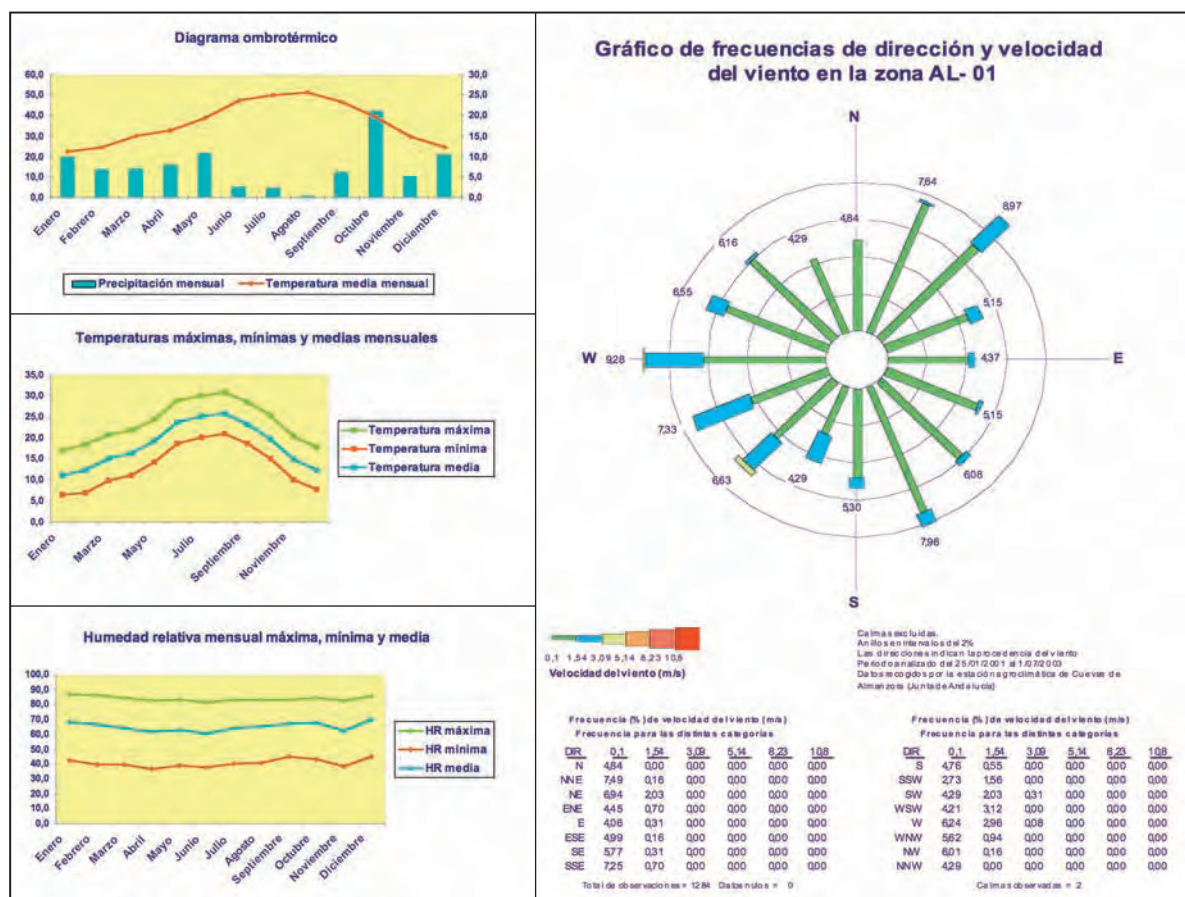 Diagrama ombrotérmico
60,0
50,0
40,0
30,0
20,0
10,0
0,0
30,0
25,0
20,0
15,0
10,0
5,0
0,0
Enero
Febrero
Marzo
Abril
Mayo
Junio
Julio
Agosto
Septiembre
Octubre
Noviembre
Diciembre
Precipitación mensual
Temperatura media mensual
Temperaturas máximas, mínimas y medias mensuales
35,0
30,0
25,0
20,0
15,0
10,0
5,0
0,0
Enero
Marzo
Mayo
Julio
Septiembre
Noviembre
Temperatura máxima
Temperatura mínima
Temperatura media
Humedad relativa mensual máxima, mínima y media
100,0
90,0
80,0
70,0
60,0
50,0
40,0
30,0
20,0
10,0
0,0
Enero
Febrero
Marzo
Abril
Mayo
Junio
Julio
Agosto
Septiembre
Octubre
Noviembre
Diciembre
HR máxima
HR mínima
HR media
Gráfico de frecuencias de dirección y velocidad
del viento en la zona AL- 01
N
7,64
8,97
4,84
4,29
6,16
6,55
5,15
W
9,28
4,37
E
5,15
7,33
6,63
4,29
5,30
6,08
7,96
S
0,1 1,54 3,09 5,14 8,23 10,8
Velocidad del viento (m/s)
Calmas excluidas.
Anillos en intervalos del 2%
Las direcciones indican la procedencia del viento
Periodo analizado del 25/01/2001 al 1/07/2003
Datos recogidos por la estación agroclimática de Cuevas de
Almanzora (Junta de Andalucía)
Frecuencia (%) de velocidad del viento (m/s)
Frecuencia para las distintas categorías
DIR 0,1 1,54 3,09 5,14 8,23 10,8
N 4,84 0,00 0,00 0,00 0,00 0,00
NNE 7,49 0,16 0,00 0,00 0,00 0,00
NE 6,94 2,03 0,00 0,00 0,00 0,00
ENE 4,45 0,70 0,00 0,00 0,00 0,00
E 4,06 0,31 0,00 0,00 0,00 0,00
ESE 4,99 0,16 0,00 0,00 0,00 0,00
SE 5,77 0,31 0,00 0,00 0,00 0,00
SSE 7,25 0,70 0,00 0,00 0,00 0,00
Total de observaciones = 1284 Datos nulos = 0
Frecuencia (%) de velocidad del viento (m/s)
Frecuencia para las distintas categorías
DIR 0,1 1,54 3,09 5,14 8,23 10,8
S 4,76 0,55 0,00 0,00 0,00 0,00
SSW 2,73 1,56 0,00 0,00 0,00 0,00
SW 4,29 2,03 0,31 0,00 0,00 0,00
WSW 4,21 3,12 0,00 0,00 0,00 0,00
W 6,24 2,96 0,08 0,00 0,00 0,00
WNW 5,62 0,94 0,00 0,00 0,00 0,00
NW 6,01 0,16 0,00 0,00 0,00 0,00
NNW 4,29 0,00 0,00 0,00 0,00 0,00
Calmas observadas = 2